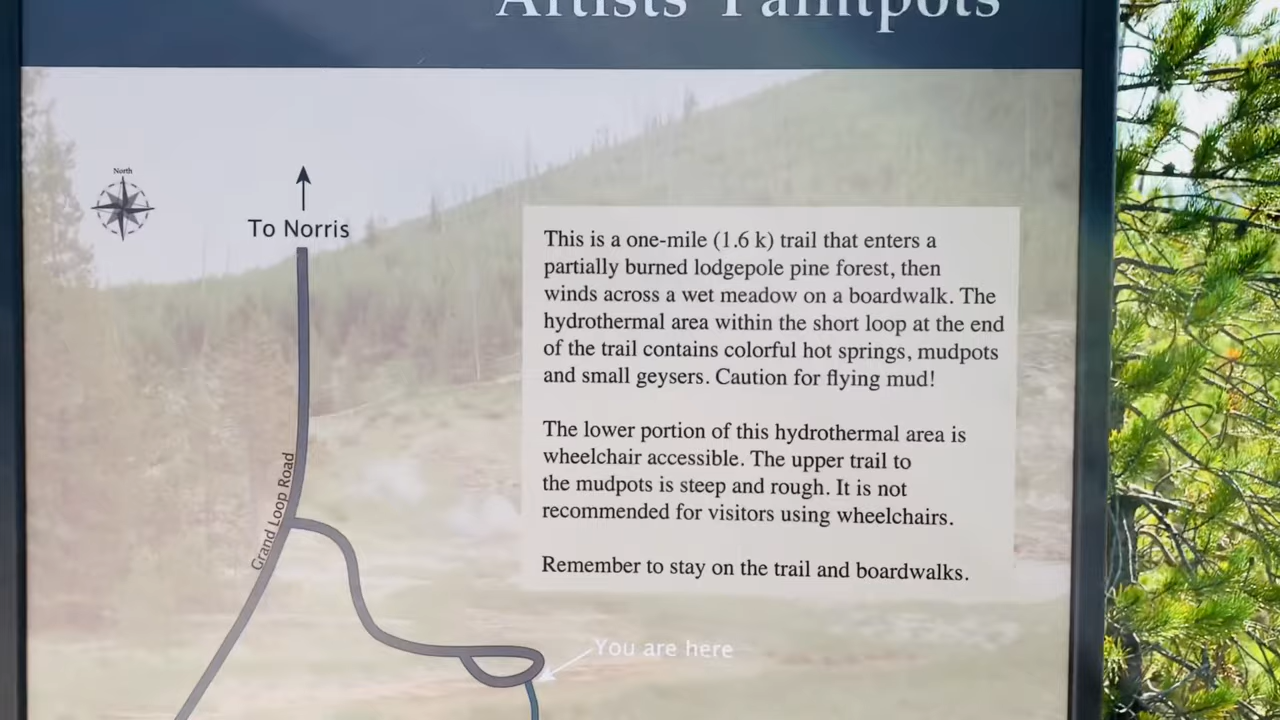 Artists Paintpots
North
To Norris
This is a one-mile (1.6 k) trail that enters a
partially burned lodgepole pine forest, then
winds across a wet meadow on a boardwalk. The
hydrothermal area within the short loop at the end
of the trail contains colorful hot springs, mudpots
and small geysers. Caution for flying mud!
The lower portion of this hydrothermal area is
wheelchair accessible. The upper trail to
the mudpots is steep and rough. It is not
recommended for visitors using wheelchairs.
Remember to stay on the trail and boardwalks.
Grand Loop Road
You are here